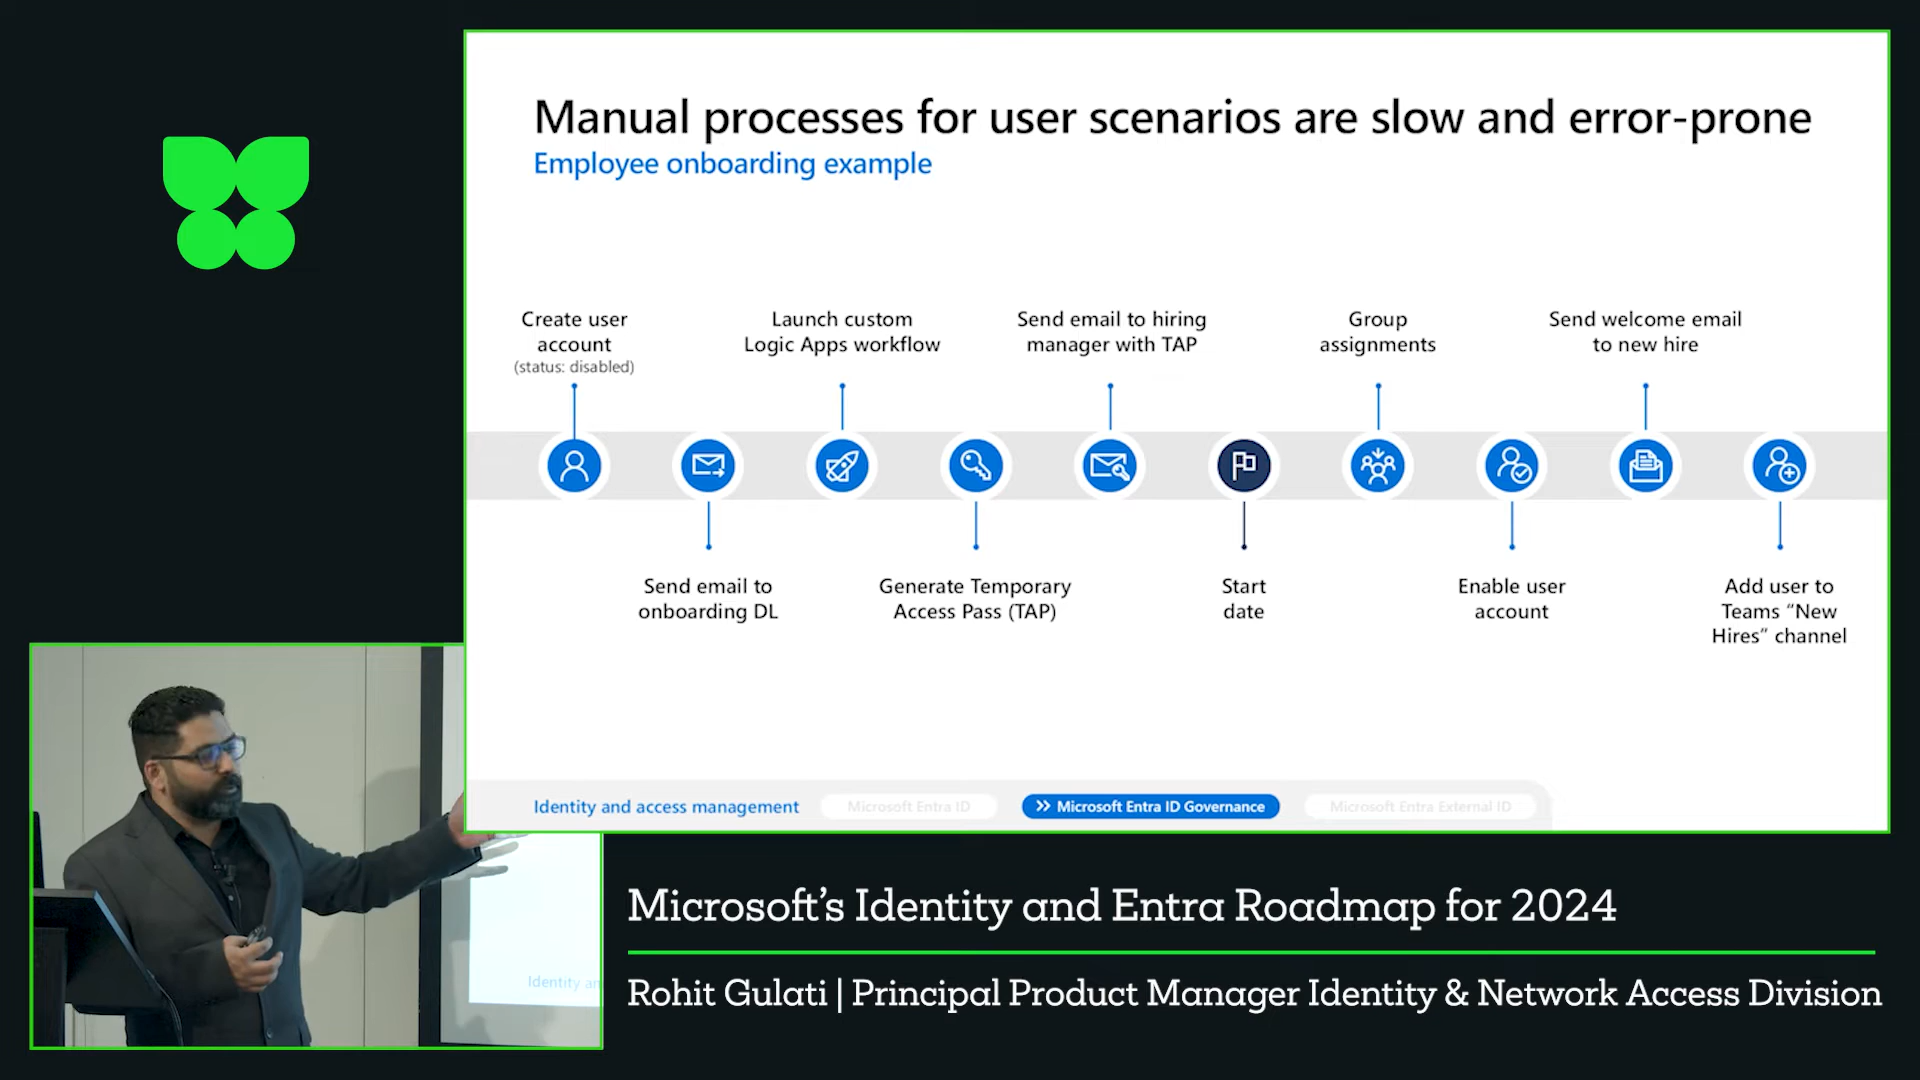 Manual processes for user scenarios are slow and error-prone
Employee onboarding example
Create user
account
(status: disabled)
Launch custom
Logic Apps workflow
Send email to hiring
manager with TAP
Group
assignments
Send welcome email
to new hire
Send email to
onboarding DL
Generate Temporary
Access Pass (TAP)
Start
date
Enable user
account
Add user to
Teams “New
Hires” channel
Identity and access management
Microsoft Entra ID
Microsoft Entra ID Governance
Microsoft Entra External ID
Identity an
Microsoft’s Identity and Entra Roadmap for 2024
Rohit Gulati | Principal Product Manager Identity & Network Access Division